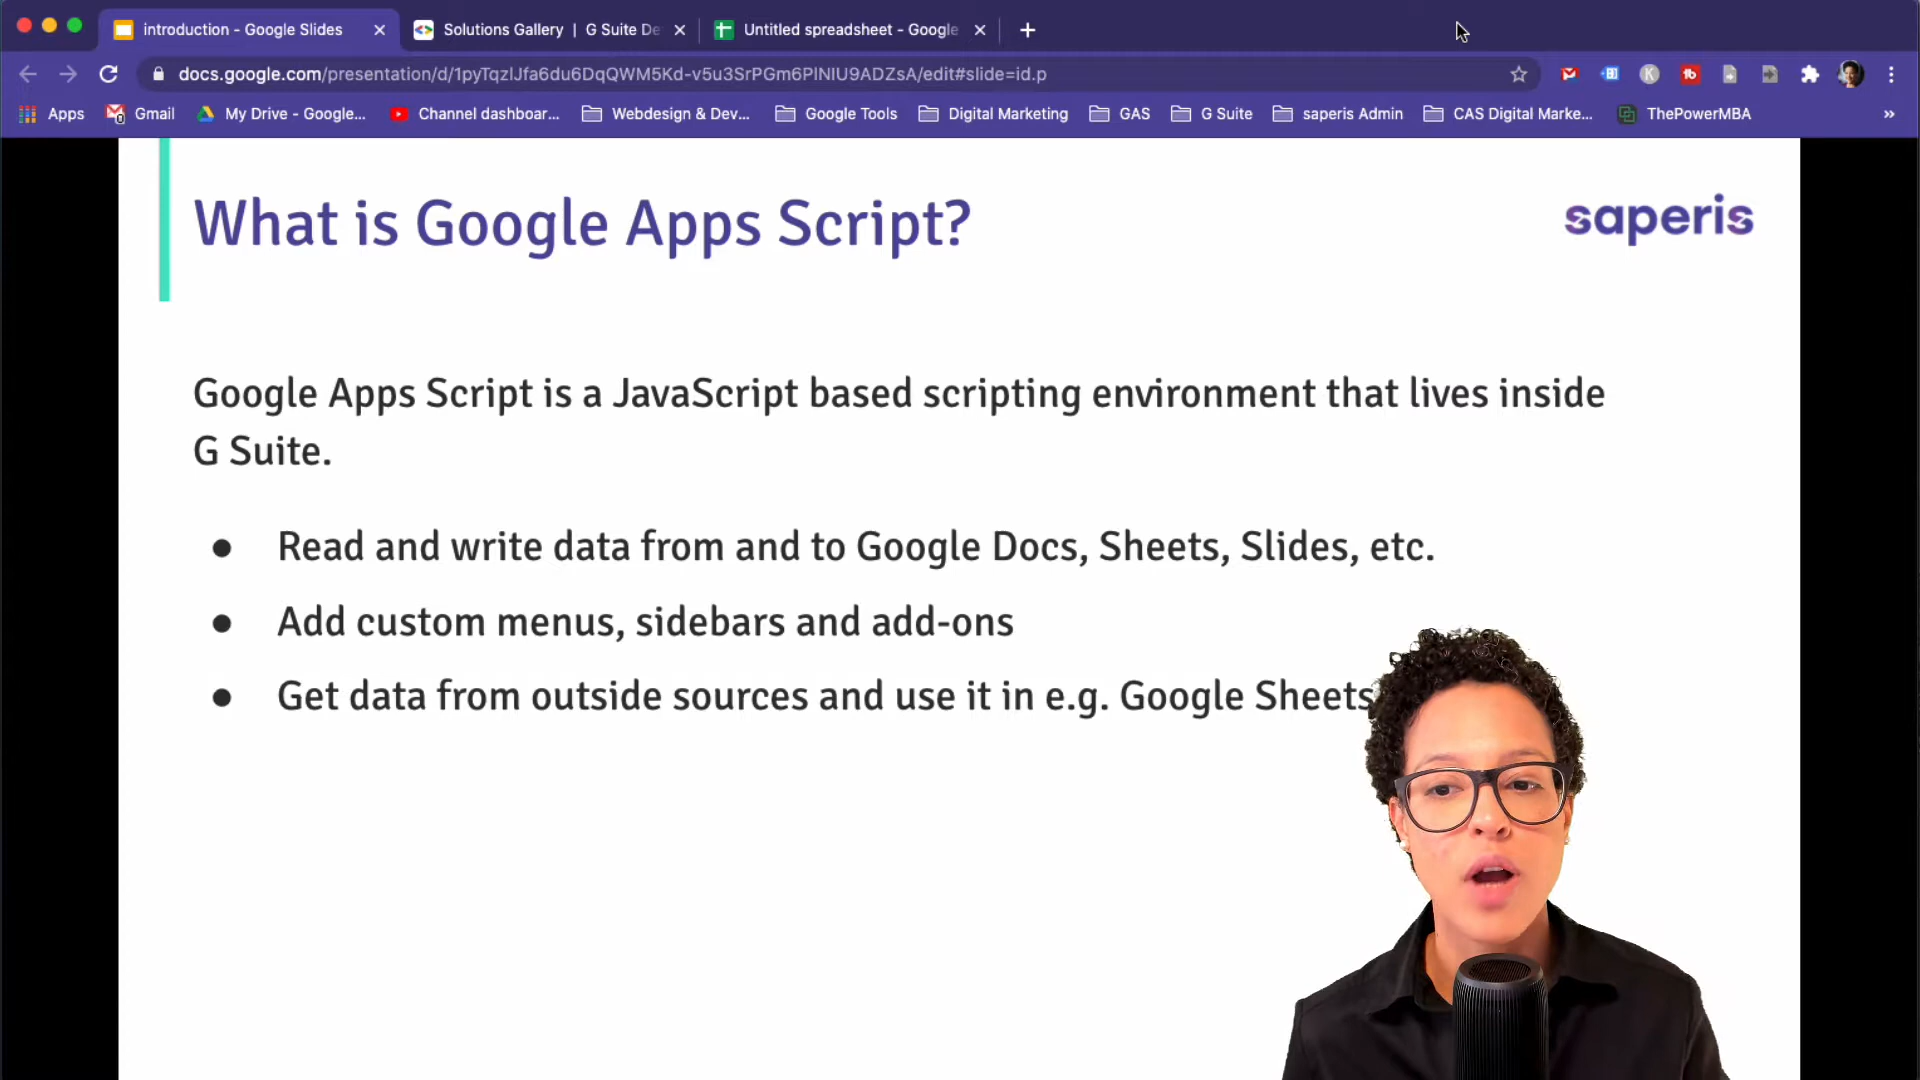 introduction - Google Slides
Solutions Gallery | G Suite De
Untitled spreadsheet - Google
docs.google.com/presentation/d/1pyTqzlJfa6du6DqQWM5Kd-v5u3SrPGm6PlNIU9ADZsA/edit#slide=id.p
Apps
Gmail
My Drive - Google...
Channel dashboar...
Webdesign & Dev...
Google Tools
Digital Marketing
GAS
G Suite
saperis Admin
CAS Digital Marke...
ThePowerMBA
»
What is Google Apps Script?
saperis
Google Apps Script is a JavaScript based scripting environment that lives inside
G Suite.
● Read and write data from and to Google Docs, Sheets, Slides, etc.
● Add custom menus, sidebars and add-ons
● Get data from outside sources and use it in e.g. Google Sheets